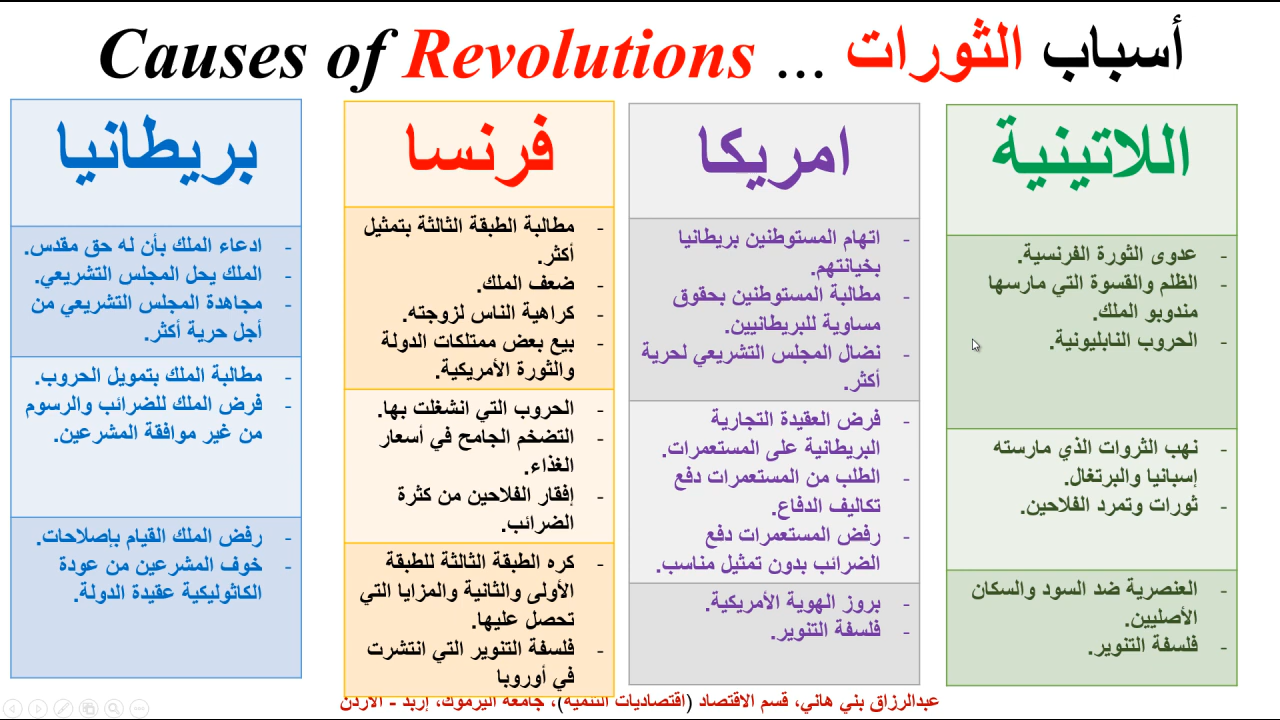 أسباب الثورات ... Causes of Revolutions
اللاتينية
- عدوى الثورة الفرنسية.
- الظلم والقسوة التي مارسها
مندوبو الملك.
- الحروب النابليونية.
- نهب الثروات الذي مارسته
إسبانيا والبرتغال.
- ثورات وتمرد الفلاحين.
- العنصرية ضد السود والسكان
الأصليين.
- فلسفة التنوير.
امريكا
- اتهام المستوطنين بريطانيا
بخيانتهم.
- مطالبة المستوطنين بحقوق
مساوية للبريطانيين.
- نضال المجلس التشريعي لحرية
أكثر.
- فرض العقيدة التجارية
البريطانية على المستعمرات.
- الطلب من المستعمرات دفع
تكاليف الدفاع.
- رفض المستعمرات دفع
الضرائب بدون تمثيل مناسب.
- بروز الهوية الأمريكية.
- فلسفة التنوير.
فرنسا
- مطالبة الطبقة الثالثة بتمثيل
أكثر.
- ضعف الملك.
- كراهية الناس لزوجته.
- بيع بعض ممتلكات الدولة
والثورة الأمريكية.
- الحروب التي انشغلت بها.
- التضخم الجامح في أسعار
الغذاء.
- إفقار الفلاحين من كثرة
الضرائب.
- كره الطبقة الثالثة للطبقة
الأولى والثانية والمزايا التي
تحصل عليها.
- فلسفة التنوير التي انتشرت
في أوروبا
بريطانيا
- ادعاء الملك بأن له حق مقدس.
- الملك يحل المجلس التشريعي.
- مجاهدة المجلس التشريعي من
أجل حرية أكثر.
- مطالبة الملك بتمويل الحروب.
- فرض الملك للضرائب والرسوم
من غير موافقة المشرعين.
- رفض الملك القيام بإصلاحات.
- خوف المشرعين من عودة
الكاثوليكية عقيدة الدولة.
عبدالرزاق بني هاني، قسم الاقتصاد (اقتصاديات التنمية)، جامعة اليرموك، إربد - الأردن